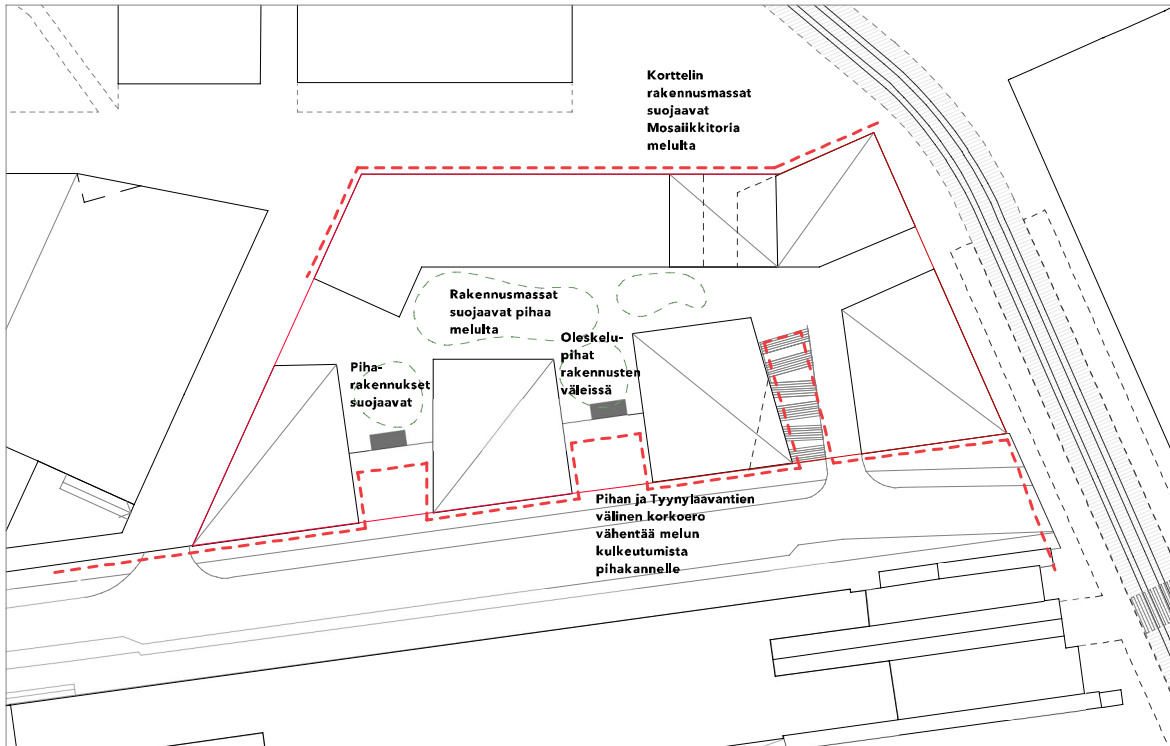 Korttelin
rakennusmassat
suojaavat
Mosaiikkitoria
melulta
Rakennusmassat
suojaavat pihaa
melulta
Oleskelu-
pihat
rakennusten
väleissä
Piha-
rakennukset
suojaavat
Pihan ja Tyynylaavantien
välinen korkoero
vähentää melun
kulkeutumista
pihakannelle